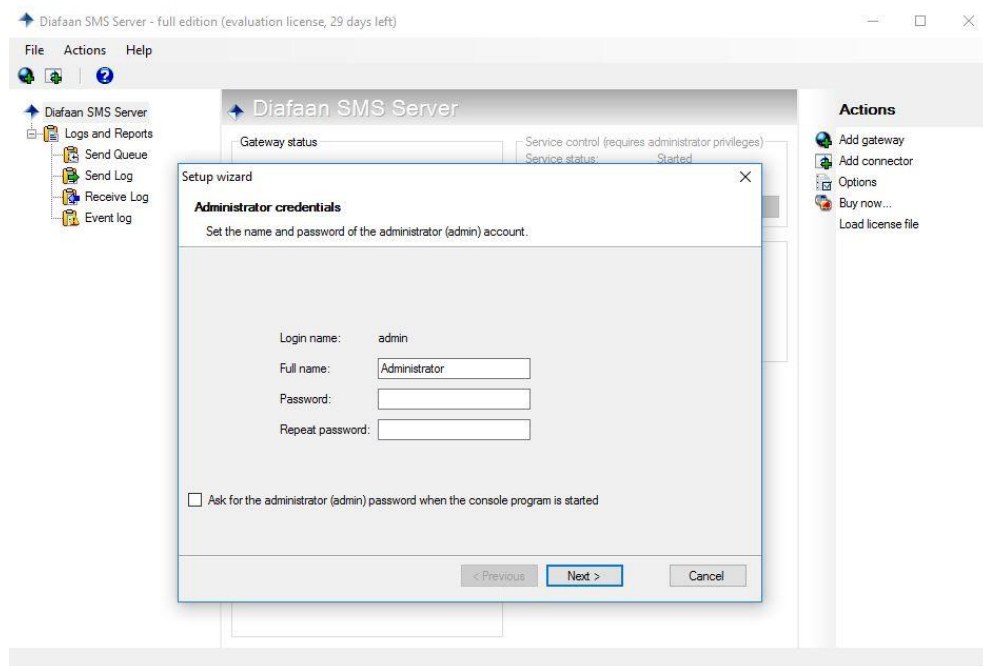 Diafaan SMS Server - full edition (evaluation license, 29 days left)
File Actions Help
Diafaan SMS Server
Logs and Reports
Send Queue
Send Log
Receive Log
Event log
Diafaan SMS Server
Gateway status
Service control (requires administrator privileges)
Service status: Started
Setup wizard
Administrator credentials
Set the name and password of the administrator (admin) account.
Login name: admin
Full name: Administrator
Password:
Repeat password:
Ask for the administrator (admin) password when the console program is started
< Previous Next > Cancel
Actions
Add gateway
Add connector
Options
Buy now...
Load license file